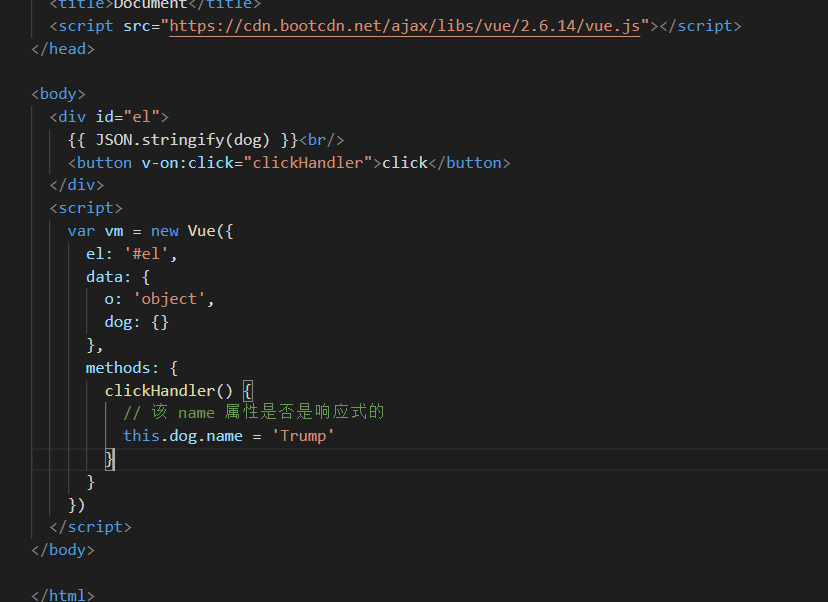 <title>Document</title>
<script src="https://cdn.bootcdn.net/ajax/libs/vue/2.6.14/vue.js"></script>
</head>
<body>
<div id="el">
{{ JSON.stringify(dog) }}<br/>
<button v-on:click="clickHandler">click</button>
</div>
<script>
var vm = new Vue({
el: '#el',
data: {
o: 'object',
dog: {}
},
methods: {
clickHandler() {
// 该 name 属性是否是响应式的
this.dog.name = 'Trump'
}
}
})
</script>
</body>
</html>